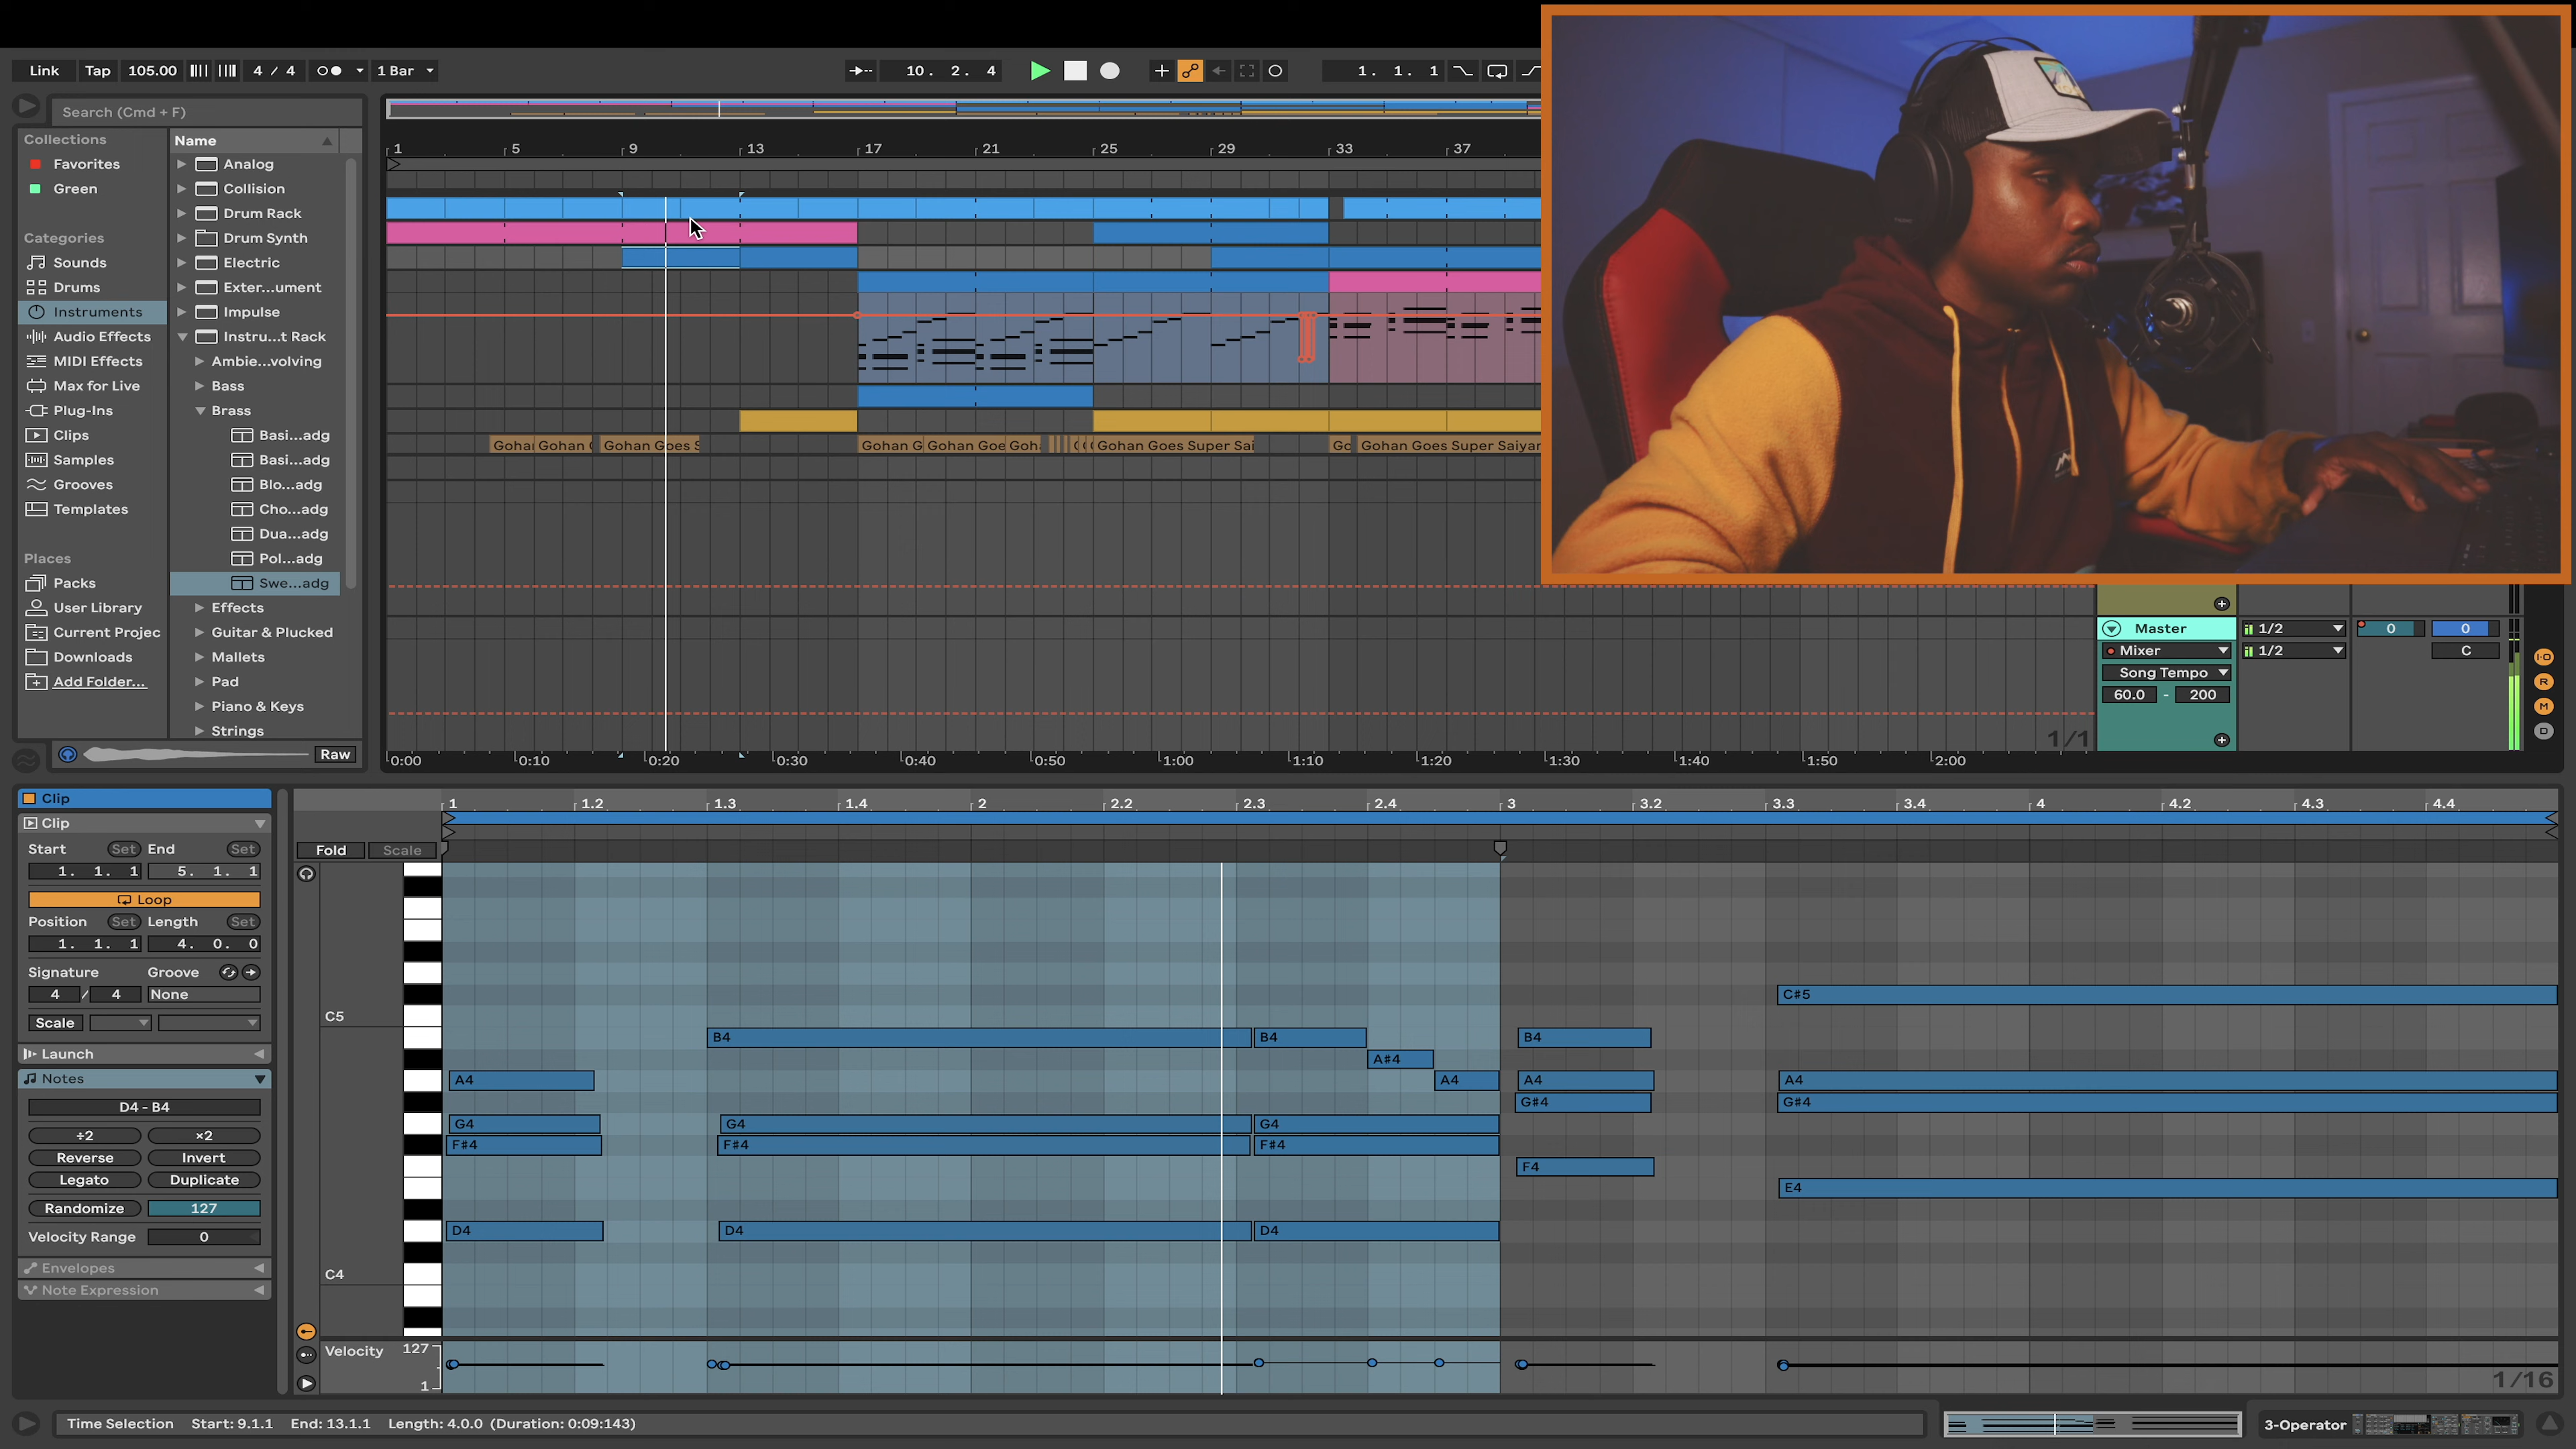 Link Tap 105.00 4 / 4 1 Bar 10. 2. 4 1. 1. 1
Search (Cmd + F)
Collections
Favorites
Green
Categories
Sounds
Drums
Instruments
Audio Effects
MIDI Effects
Max for Live
Plug-Ins
Clips
Samples
Grooves
Templates
Places
Packs
User Library
Current Projec
Downloads
Add Folder...
Name
Analog
Collision
Drum Rack
Drum Synth
Electric
Exter...ument
Impulse
Instru...t Rack
Ambie...volving
Bass
Brass
Basi...adg
Basi...adg
Blo...adg
Cho...adg
Dua...adg
Pol...adg
Swe...adg
Effects
Guitar & Plucked
Mallets
Pad
Piano & Keys
Strings
Raw
1 5 9 13 17 21 25 29 33 37
Gohan Goes S Gohan G Gohan Goe Goh Gohan Goes Super Sai Go Gohan Goes Super Saiyan
1/1
0:00 0:10 0:20 0:30 0:40 0:50 1:00 1:10 1:20 1:30 1:40 1:50 2:00
Master 1/2 0 0
Mixer 1/2 C
Song Tempo
60.0 - 200
I·O
R
M
D
Clip
Clip
Start Set End Set
1. 1. 1 5. 1. 1
Loop
Position Set Length Set
1. 1. 1 4. 0. 0
Signature Groove
4 / 4 None
Scale
Launch
Notes
D4 - B4
÷2 ×2
Reverse Invert
Legato Duplicate
Randomize 127
Velocity Range 0
Envelopes
Note Expression
1 1.2 1.3 1.4 2 2.2 2.3 2.4 3 3.2 3.3 3.4 4 4.2 4.3 4.4
Fold Scale
C#5
C5
B4 B4 B4
A#4
A4 A4 A4 A4
G#4 G#4
G4 G4 G4
F#4 F#4 F#4
F4
E4
D4 D4 D4
C4
Velocity 127
1
1/16
Time Selection Start: 9.1.1 End: 13.1.1 Length: 4.0.0 (Duration: 0:09:143)
3-Operator